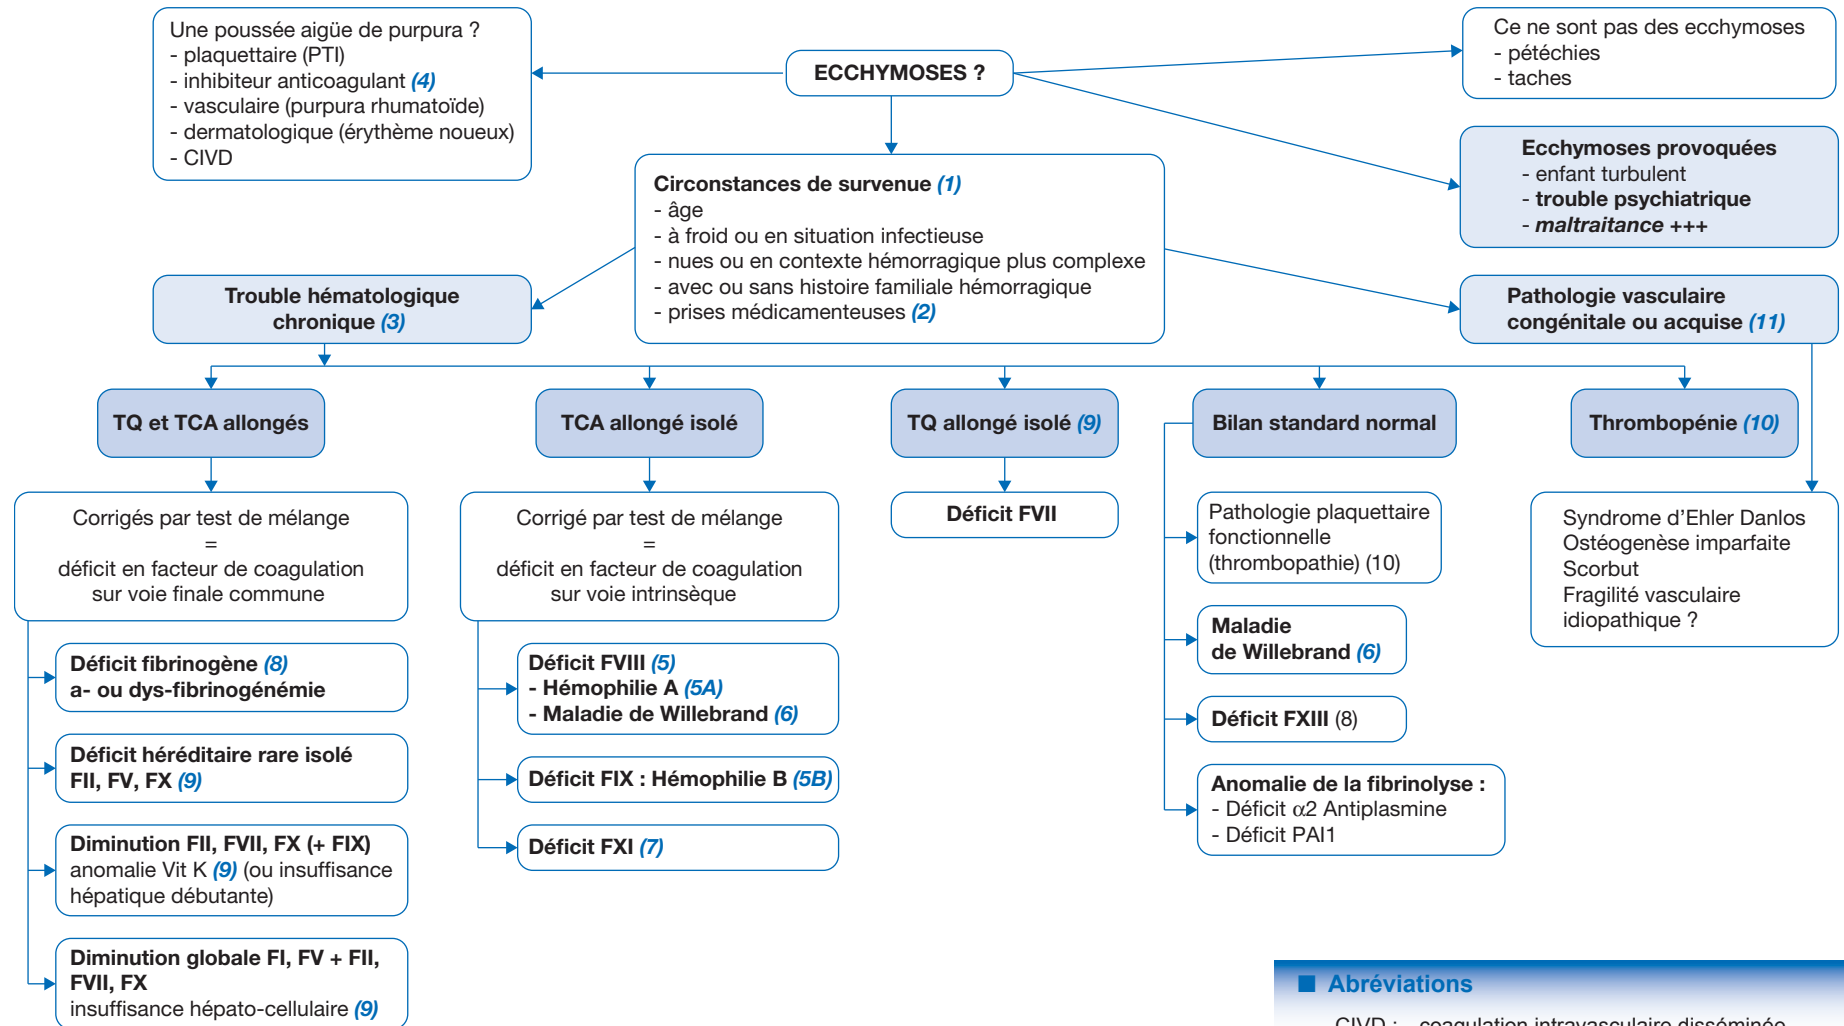 Une poussée aigüe de purpura ?
- plaquettaire (PTI)
- inhibiteur anticoagulant (4)
- vasculaire (purpura rhumatoïde)
- dermatologique (érythème noueux)
- CIVD
ECCHYMOSES ?
Ce ne sont pas des ecchymoses
- pétéchies
- taches
Ecchymoses provoquées
- enfant turbulent
- trouble psychiatrique
- maltraitance +++
Circonstances de survenue (1)
- âge
- à froid ou en situation infectieuse
- nues ou en contexte hémorragique plus complexe
- avec ou sans histoire familiale hémorragique
- prises médicamenteuses (2)
Trouble hématologique
chronique (3)
Pathologie vasculaire
congénitale ou acquise (11)
TQ et TCA allongés
TCA allongé isolé
TQ allongé isolé (9)
Bilan standard normal
Thrombopénie (10)
Corrigés par test de mélange
=
déficit en facteur de coagulation
sur voie finale commune
Corrigé par test de mélange
=
déficit en facteur de coagulation
sur voie intrinsèque
Déficit FVII
Pathologie plaquettaire
fonctionnelle
(thrombopathie) (10)
Syndrome d'Ehler Danlos
Ostéogenèse imparfaite
Scorbut
Fragilité vasculaire
idiopathique ?
Déficit fibrinogène (8)
a- ou dys-fibrinogénémie
Déficit FVIII (5)
- Hémophilie A (5A)
- Maladie de Willebrand (6)
Maladie
de Willebrand (6)
Déficit FXIII (8)
Déficit héréditaire rare isolé
FII, FV, FX (9)
Déficit FIX : Hémophilie B (5B)
Anomalie de la fibrinolyse :
- Déficit α2 Antiplasmine
- Déficit PAI1
Diminution FII, FVII, FX (+ FIX)
anomalie Vit K (9) (ou insuffisance
hépatique débutante)
Déficit FXI (7)
Diminution globale FI, FV + FII,
FVII, FX
insuffisance hépato-cellulaire (9)
■ Abréviations
CIVD : coagulation intravasculaire disséminée